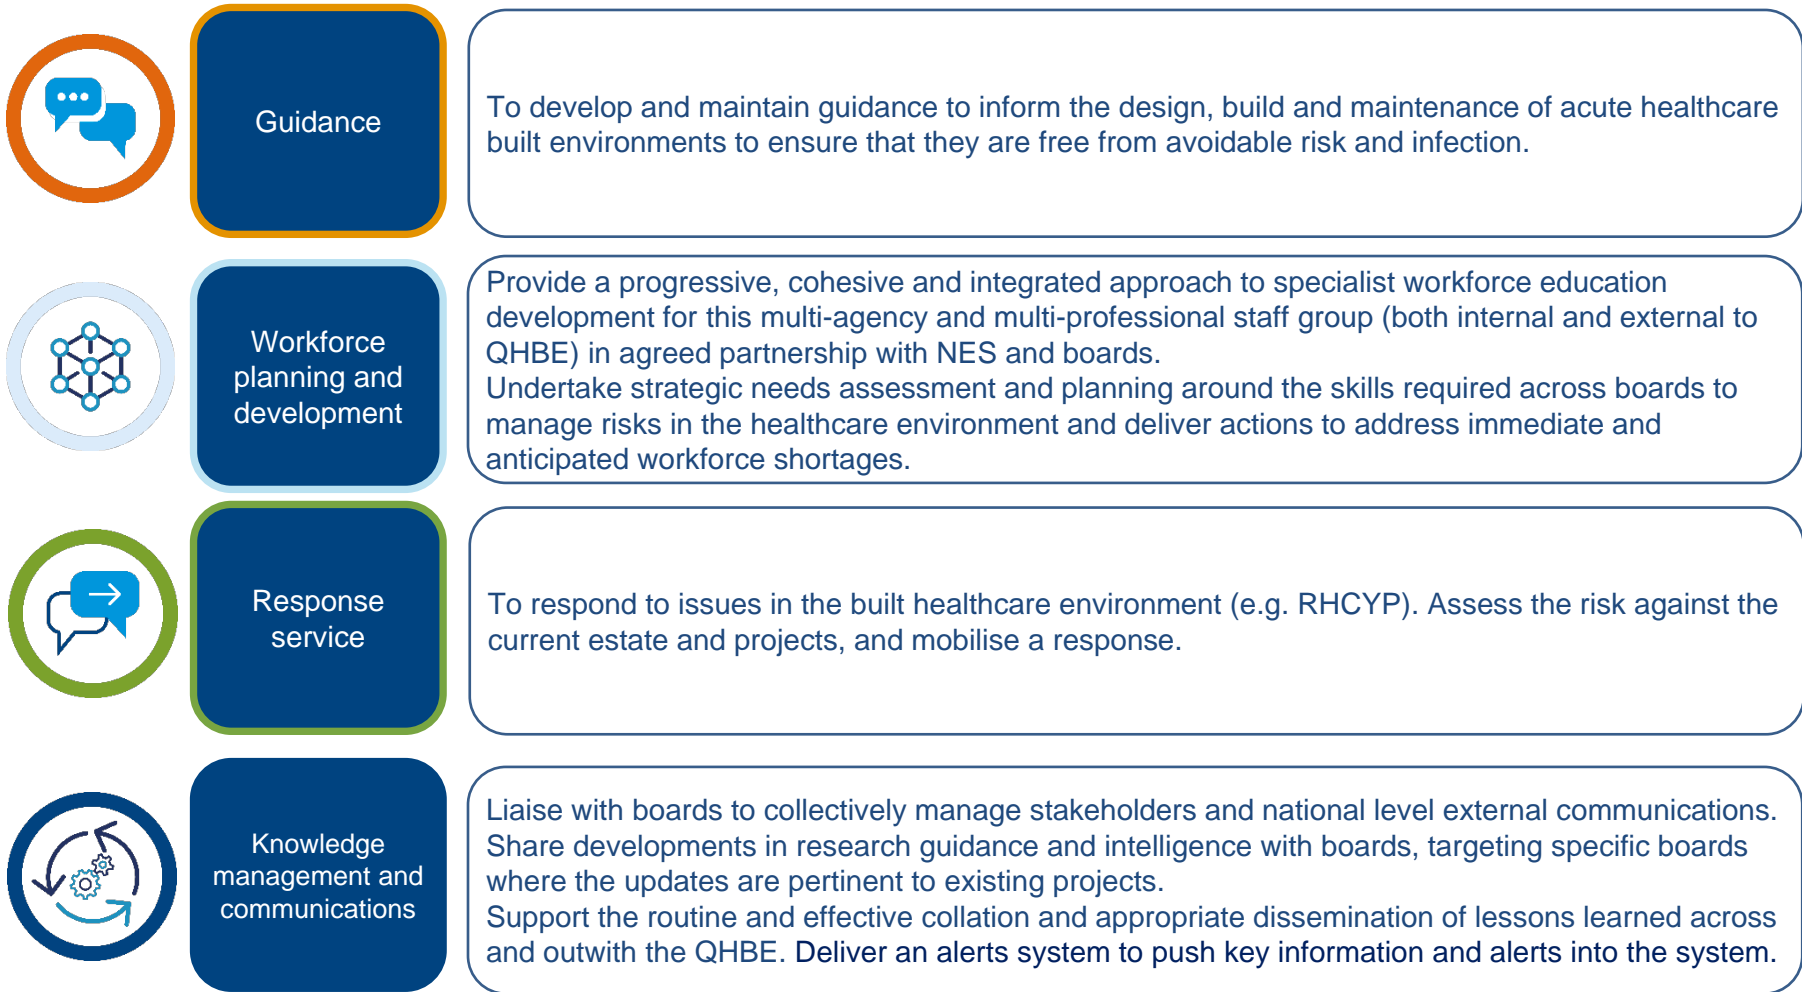 Guidance
To develop and maintain guidance to inform the design, build and maintenance of acute healthcare
built environments to ensure that they are free from avoidable risk and infection.
Workforce
planning and
development
Provide a progressive, cohesive and integrated approach to specialist workforce education
development for this multi-agency and multi-professional staff group (both internal and external to
QHBE) in agreed partnership with NES and boards.
Undertake strategic needs assessment and planning around the skills required across boards to
manage risks in the healthcare environment and deliver actions to address immediate and
anticipated workforce shortages.
Response
service
To respond to issues in the built healthcare environment (e.g. RHCYP). Assess the risk against the
current estate and projects, and mobilise a response.
Knowledge
management and
communications
Liaise with boards to collectively manage stakeholders and national level external communications.
Share developments in research guidance and intelligence with boards, targeting specific boards
where the updates are pertinent to existing projects.
Support the routine and effective collation and appropriate dissemination of lessons learned across
and outwith the QHBE. Deliver an alerts system to push key information and alerts into the system.